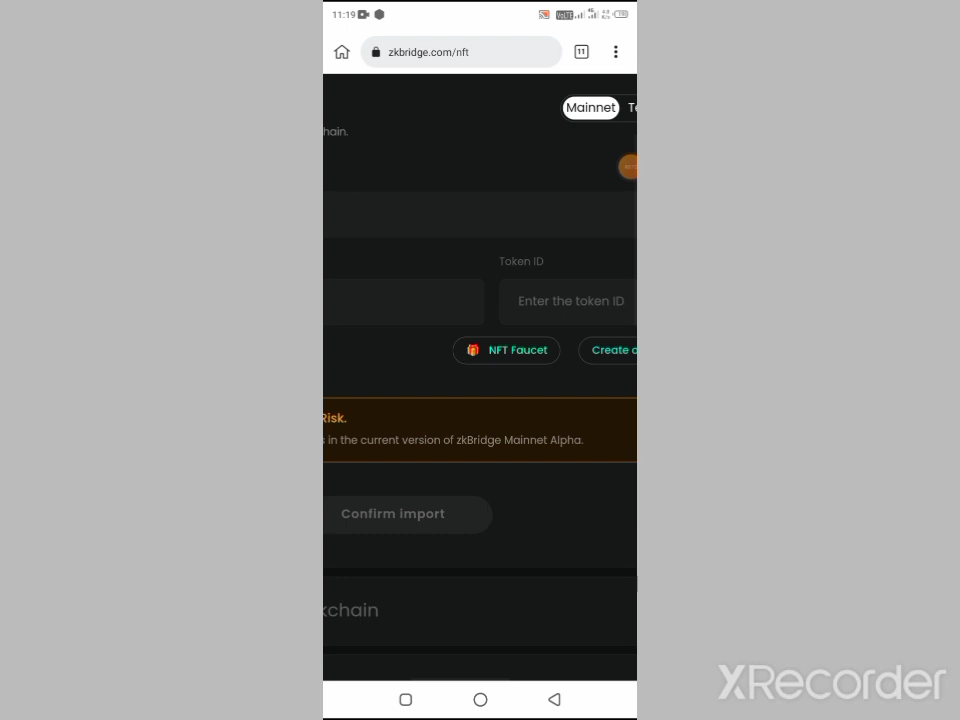 11:19
zkbridge.com/nft
11
Mainnet Te
hain.
Token ID
Enter the token ID
NFT Faucet
Create a
Risk.
s in the current version of zkBridge Mainnet Alpha.
Confirm import
kchain
XRecorder